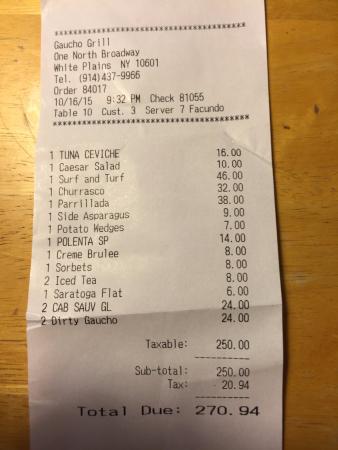 ********************************************
Gaucho Grill
One North Broadway
White Plains NY 10601
Tel. (914)437-9966
Order 84017
10/16/15 9:32 PM Check 81055
Table 10 Cust. 3 Server 7 Facundo
********************************************
1 TUNA CEVICHE 16.00
1 Caesar Salad 10.00
1 Surf and Turf 46.00
1 Churrasco 32.00
1 Parrillada 38.00
1 Side Asparagus 9.00
1 Potato Wedges 7.00
1 POLENTA SP 14.00
1 Creme Brulee 8.00
1 Sorbets 8.00
2 Iced Tea 8.00
1 Saratoga Flat 6.00
2 CAB SAUV GL 24.00
2 Dirty Gaucho 24.00
Taxable: 250.00
-----------
Sub-total: 250.00
Tax: 20.94
-----------
Total Due: 270.94